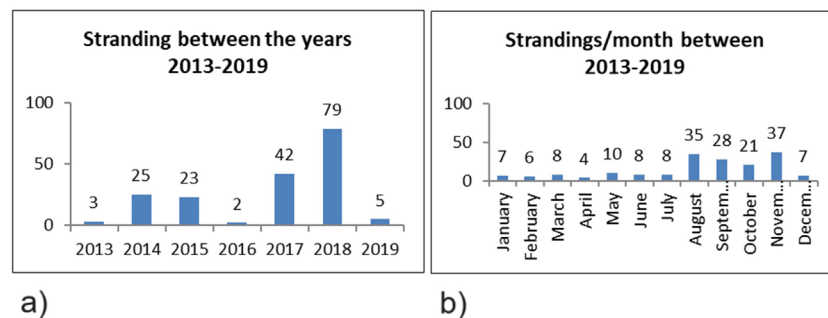 Stranding between the years
2013-2019
100
50
0
3
25
23
2
42
79
5
2013 2014 2015 2016 2017 2018 2019
a)
Strandings/month between
2013-2019
100
50
0
7
6
8
4
10
8
8
35
28
21
37
7
January
February
March
April
May
June
July
August
Septem...
October
Novem...
Decem...
b)